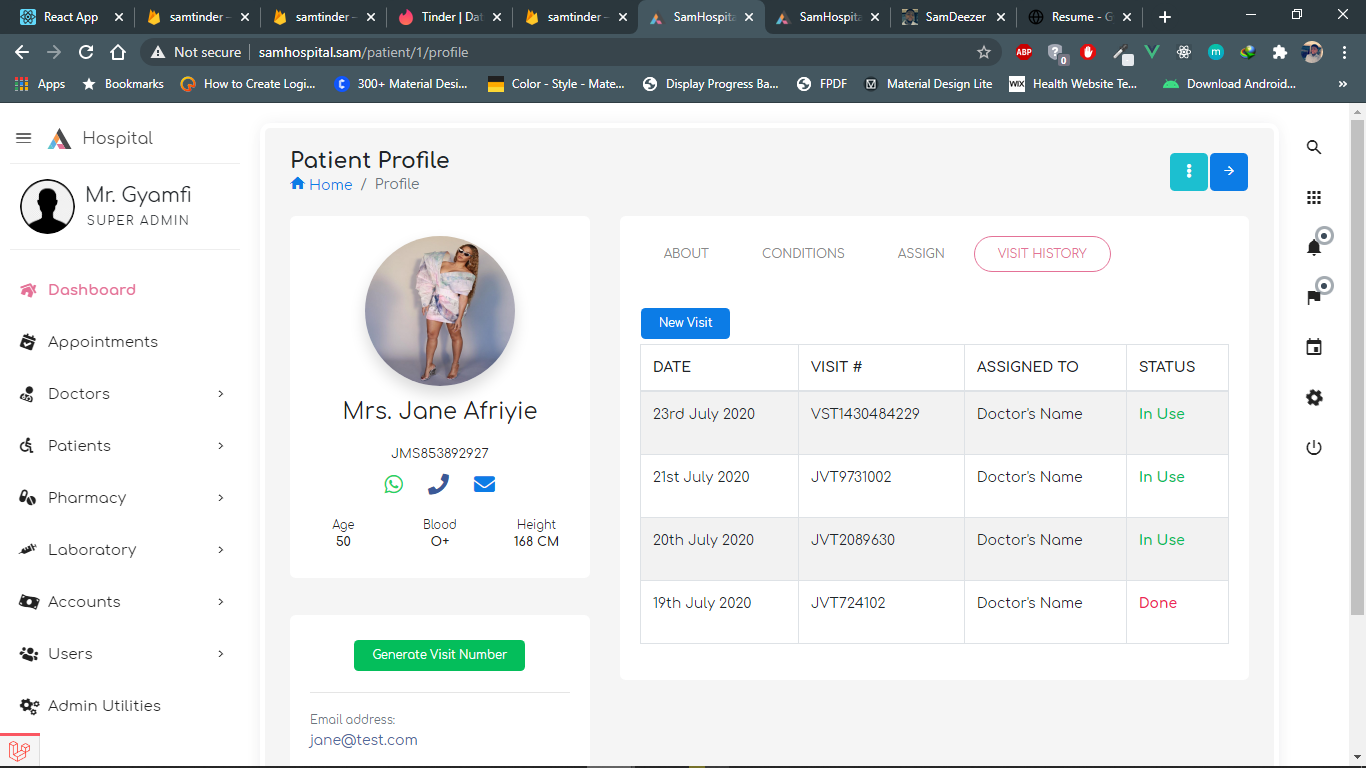 React App
samtinder –
samtinder –
Tinder | Dat
samtinder –
SamHospita
SamHospita
SamDeezer
Resume - G
Not secure
samhospital.sam/patient/1/profile
ABP
0
Apps
Bookmarks
How to Create Logi...
300+ Material Desi...
Color - Style - Mate...
Display Progress Ba...
FPDF
Material Design Lite
WIX
Health Website Te...
Download Android...
»
Hospital
Mr. Gyamfi
SUPER ADMIN
Dashboard
Appointments
Doctors
Patients
Pharmacy
Laboratory
Accounts
Users
Admin Utilities
Patient Profile
Home / Profile
Mrs. Jane Afriyie
JMS853892927
Age Blood Height
50 O+ 168 CM
Generate Visit Number
Email address:
jane@test.com
ABOUT CONDITIONS ASSIGN VISIT HISTORY
New Visit
DATE VISIT # ASSIGNED TO STATUS
23rd July 2020 VST1430484229 Doctor's Name In Use
21st July 2020 JVT9731002 Doctor's Name In Use
20th July 2020 JVT2089630 Doctor's Name In Use
19th July 2020 JVT724102 Doctor's Name Done